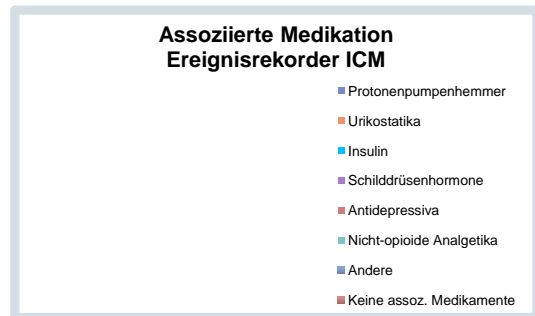 Assoziierte Medikation
Ereignisrekorder ICM
Protonenpumpenhemmer
Urikostatika
Insulin
Schilddrüsenhormone
Antidepressiva
Nicht-opioide Analgetika
Andere
Keine assoz. Medikamente